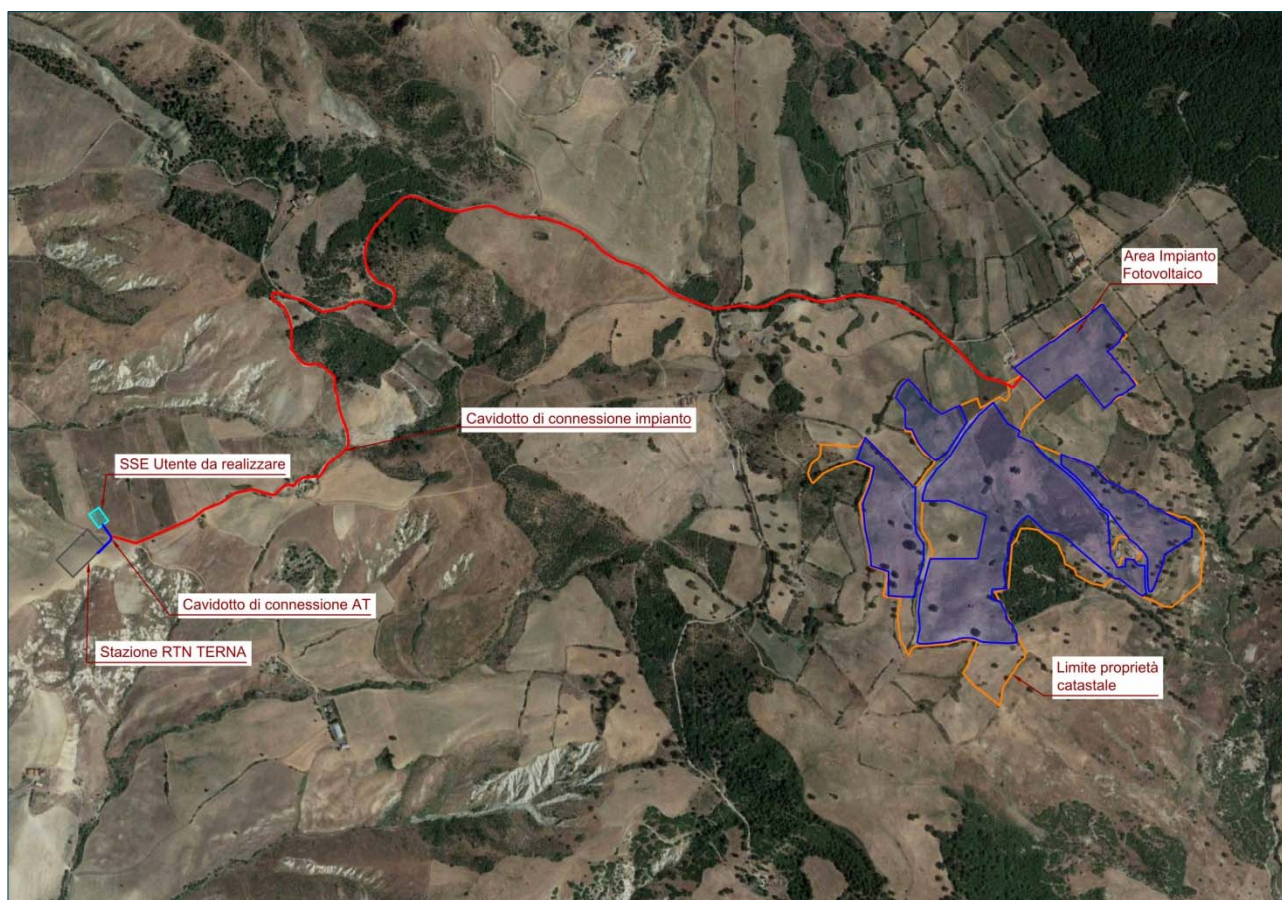 Area Impianto
Fotovoltaico
Cavidotto di connessione impianto
SSE Utente da realizzare
Cavidotto di connessione AT
Stazione RTN TERNA
Limite proprietà
catastale